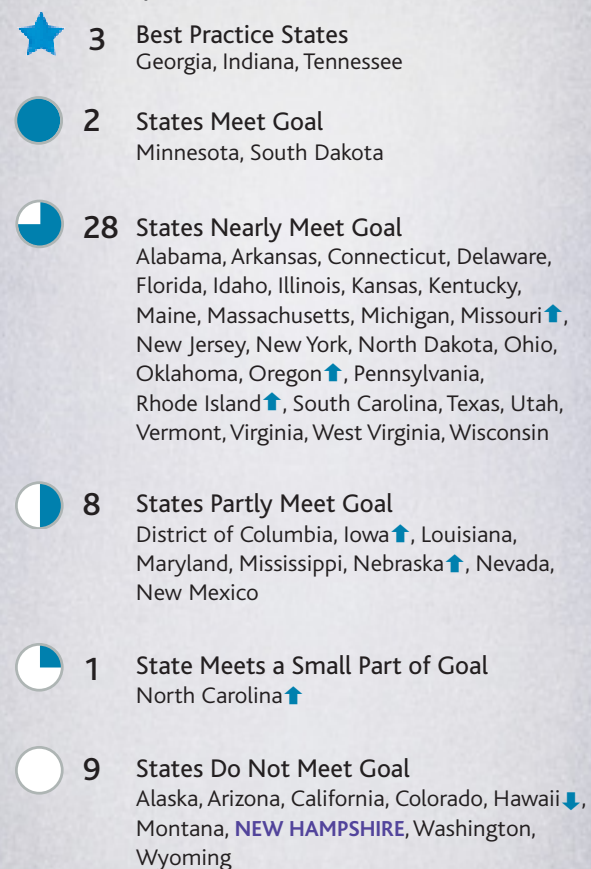 3 Best Practice States
Georgia, Indiana, Tennessee
2 States Meet Goal
Minnesota, South Dakota
28 States Nearly Meet Goal
Alabama, Arkansas, Connecticut, Delaware,
Florida, Idaho, Illinois, Kansas, Kentucky,
Maine, Massachusetts, Michigan, Missouri⬆,
New Jersey, New York, North Dakota, Ohio,
Oklahoma, Oregon⬆, Pennsylvania,
Rhode Island⬆, South Carolina, Texas, Utah,
Vermont, Virginia, West Virginia, Wisconsin
8 States Partly Meet Goal
District of Columbia, Iowa⬆, Louisiana,
Maryland, Mississippi, Nebraska⬆, Nevada,
New Mexico
1 State Meets a Small Part of Goal
North Carolina⬆
9 States Do Not Meet Goal
Alaska, Arizona, California, Colorado, Hawaii⬇,
Montana, NEW HAMPSHIRE, Washington,
Wyoming